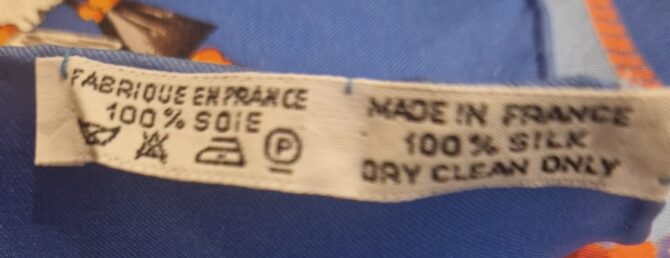 FABRIQUE EN FRANCE
100% SOIE
P
MADE IN FRANCE
100% SILK
DRY CLEAN ONLY